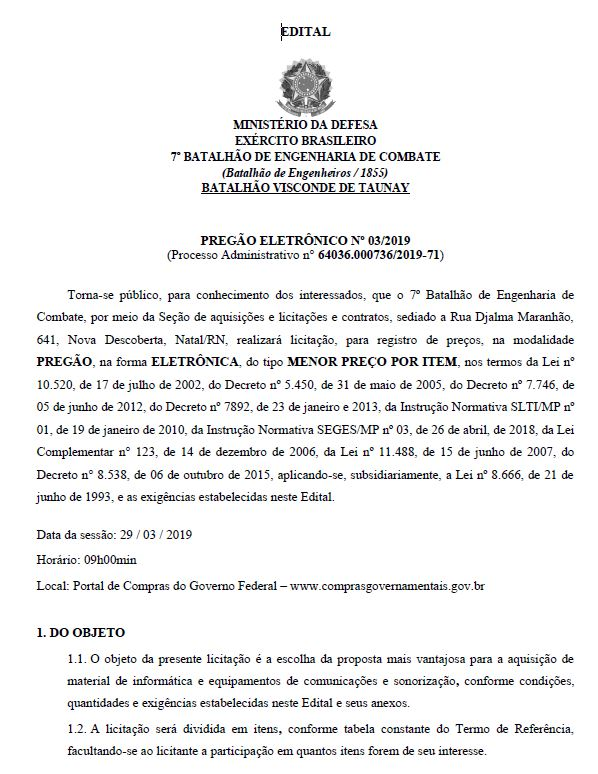 EDITAL
MINISTÉRIO DA DEFESA
EXÉRCITO BRASILEIRO
7º BATALHÃO DE ENGENHARIA DE COMBATE
(Batalhão de Engenheiros / 1855)
BATALHÃO VISCONDE DE TAUNAY
PREGÃO ELETRÔNICO Nº 03/2019
(Processo Administrativo n° 64036.000736/2019-71)
Torna-se público, para conhecimento dos interessados, que o 7º Batalhão de Engenharia de
Combate, por meio da Seção de aquisições e licitações e contratos, sediado a Rua Djalma Maranhão,
641, Nova Descoberta, Natal/RN, realizará licitação, para registro de preços, na modalidade
PREGÃO, na forma ELETRÔNICA, do tipo MENOR PREÇO POR ITEM, nos termos da Lei nº
10.520, de 17 de julho de 2002, do Decreto nº 5.450, de 31 de maio de 2005, do Decreto nº 7.746, de
05 de junho de 2012, do Decreto nº 7892, de 23 de janeiro e 2013, da Instrução Normativa SLTI/MP nº
01, de 19 de janeiro de 2010, da Instrução Normativa SEGES/MP nº 03, de 26 de abril, de 2018, da Lei
Complementar n° 123, de 14 de dezembro de 2006, da Lei nº 11.488, de 15 de junho de 2007, do
Decreto n° 8.538, de 06 de outubro de 2015, aplicando-se, subsidiariamente, a Lei nº 8.666, de 21 de
junho de 1993, e as exigências estabelecidas neste Edital.
Data da sessão: 29 / 03 / 2019
Horário: 09h00min
Local: Portal de Compras do Governo Federal – www.comprasgovernamentais.gov.br
1. DO OBJETO
1.1. O objeto da presente licitação é a escolha da proposta mais vantajosa para a aquisição de
material de informática e equipamentos de comunicações e sonorização, conforme condições,
quantidades e exigências estabelecidas neste Edital e seus anexos.
1.2. A licitação será dividida em itens, conforme tabela constante do Termo de Referência,
facultando-se ao licitante a participação em quantos itens forem de seu interesse.